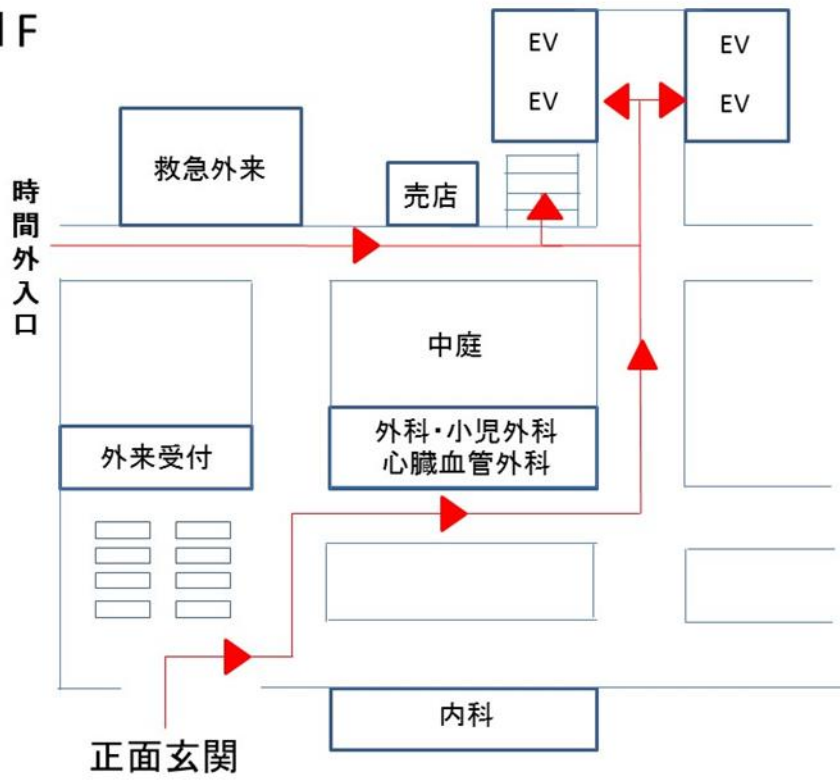 1F
EV
EV
EV
EV
救急外来
売店
時間外入口
中庭
外来受付
外科・小児外科
心臓血管外科
内科
正面玄関